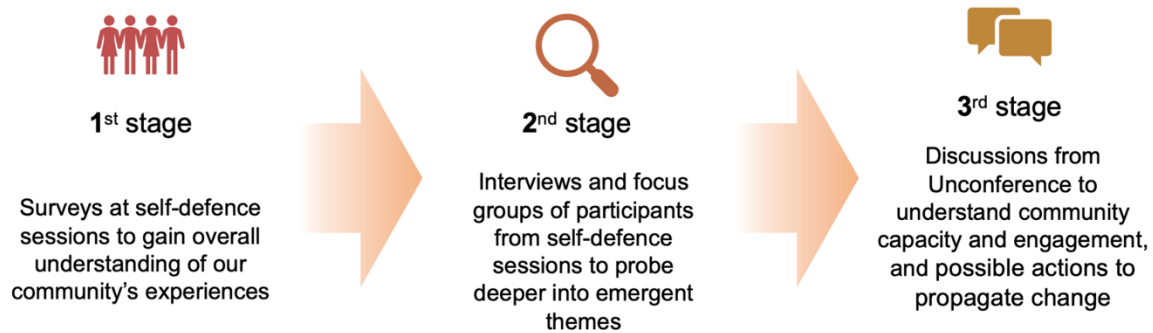 1st stage
Surveys at self-defence
sessions to gain overall
understanding of our
community's experiences
2nd stage
Interviews and focus
groups of participants
from self-defence
sessions to probe
deeper into emergent
themes
3rd stage
Discussions from
Unconference to
understand community
capacity and engagement,
and possible actions to
propagate change